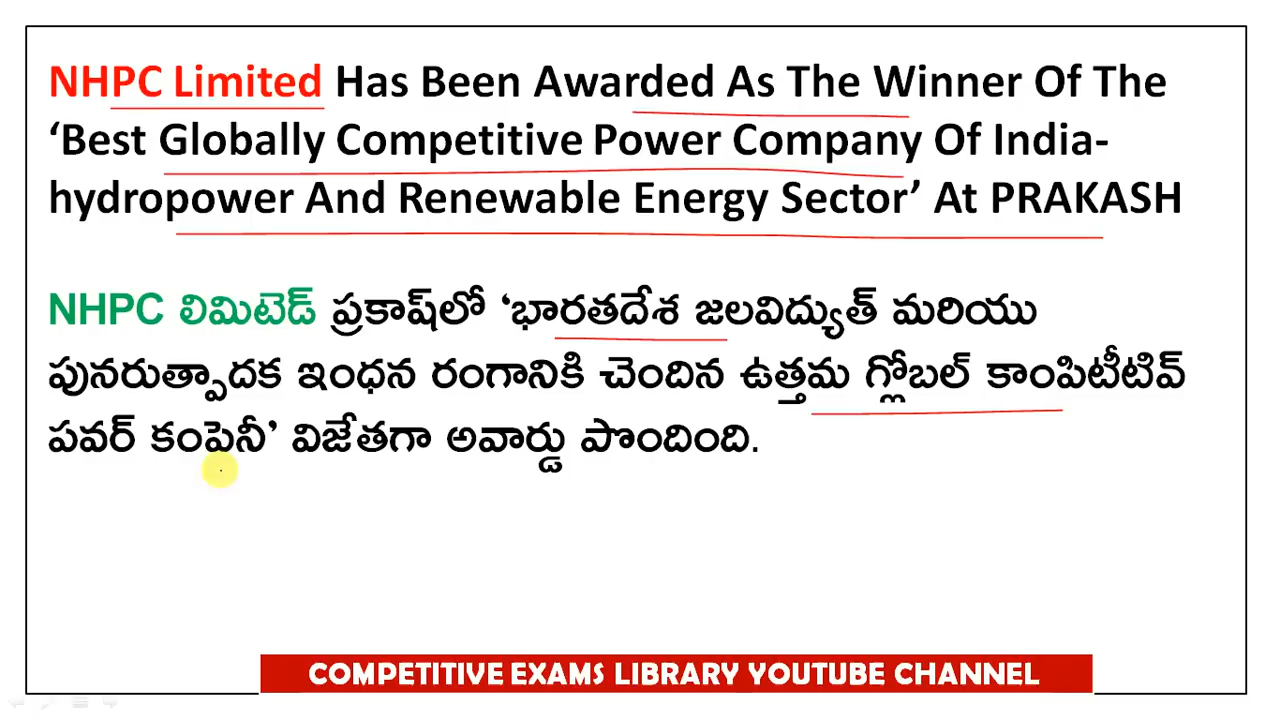 NHPC Limited Has Been Awarded As The Winner Of The
‘Best Globally Competitive Power Company Of India-
hydropower And Renewable Energy Sector’ At PRAKASH
NHPC లిమిటెడ్ ప్రకాష్‌లో ‘భారతదేశ జలవిద్యుత్ మరియు
పునరుత్పాదక ఇంధన రంగానికి చెందిన ఉత్తమ గ్లోబల్ కాంపిటీటివ్
పవర్ కంపెనీ’ విజేతగా అవార్డు పొందింది.
COMPETITIVE EXAMS LIBRARY YOUTUBE CHANNEL